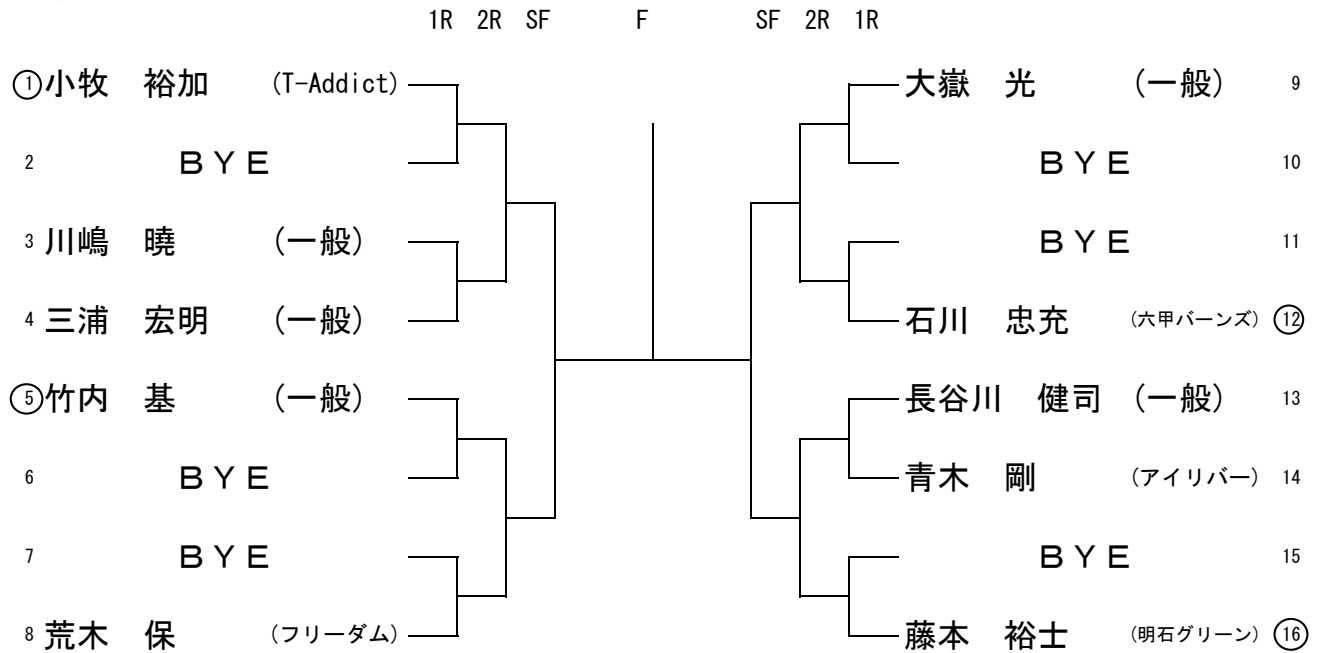 1R 2R SF F SF 2R 1R
①小牧 裕加 (T-Addict) 大嶽 光 (一般) 9
2 ＢＹＥ ＢＹＥ 10
3 川嶋 曉 (一般) ＢＹＥ 11
4 三浦 宏明 (一般) 石川 忠充 (六甲バーンズ) ⑫
⑤竹内 基 (一般) 長谷川 健司 (一般) 13
6 ＢＹＥ 青木 剛 (アイリバー) 14
7 ＢＹＥ ＢＹＥ 15
8 荒木 保 (フリーダム) 藤本 裕士 (明石グリーン) ⑯